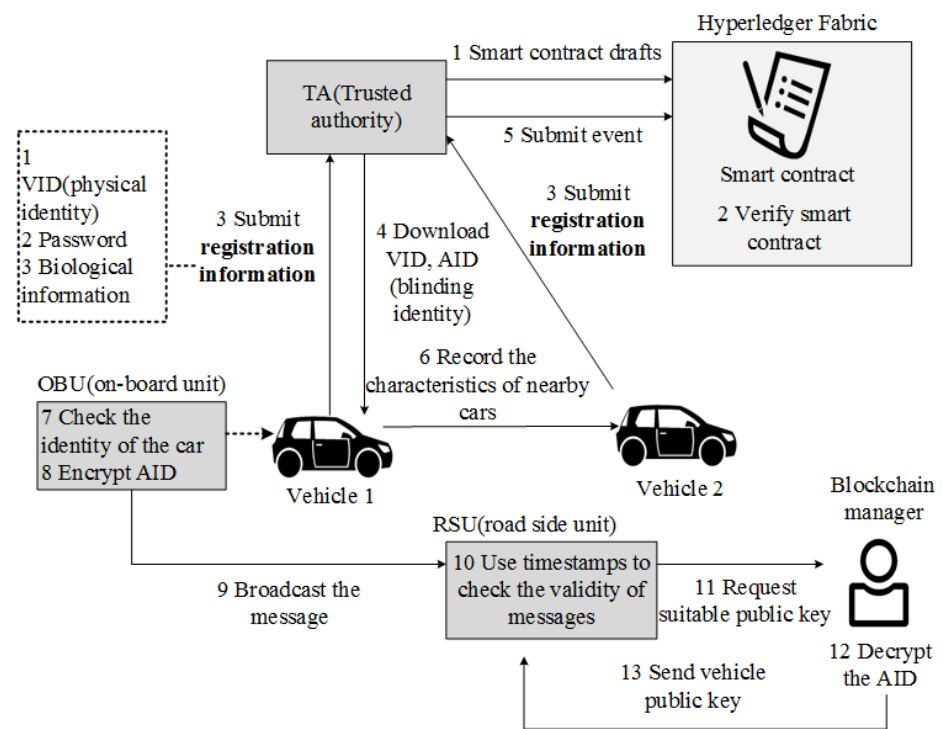 Hyperledger Fabric
1 Smart contract drafts
TA(Trusted
authority)
5 Submit event
Smart contract
2 Verify smart
contract
1
VID(physical
identity)
2 Password
3 Biological
information
3 Submit
registration
information
4 Download
VID, AID
(blinding
identity)
3 Submit
registration
information
6 Record the
characteristics of nearby
cars
OBU(on-board unit)
7 Check the
identity of the car
8 Encrypt AID
Vehicle 1
Vehicle 2
Blockchain
manager
RSU(road side unit)
9 Broadcast the
message
10 Use timestamps to
check the validity of
messages
11 Request
suitable public key
12 Decrypt
the AID
13 Send vehicle
public key